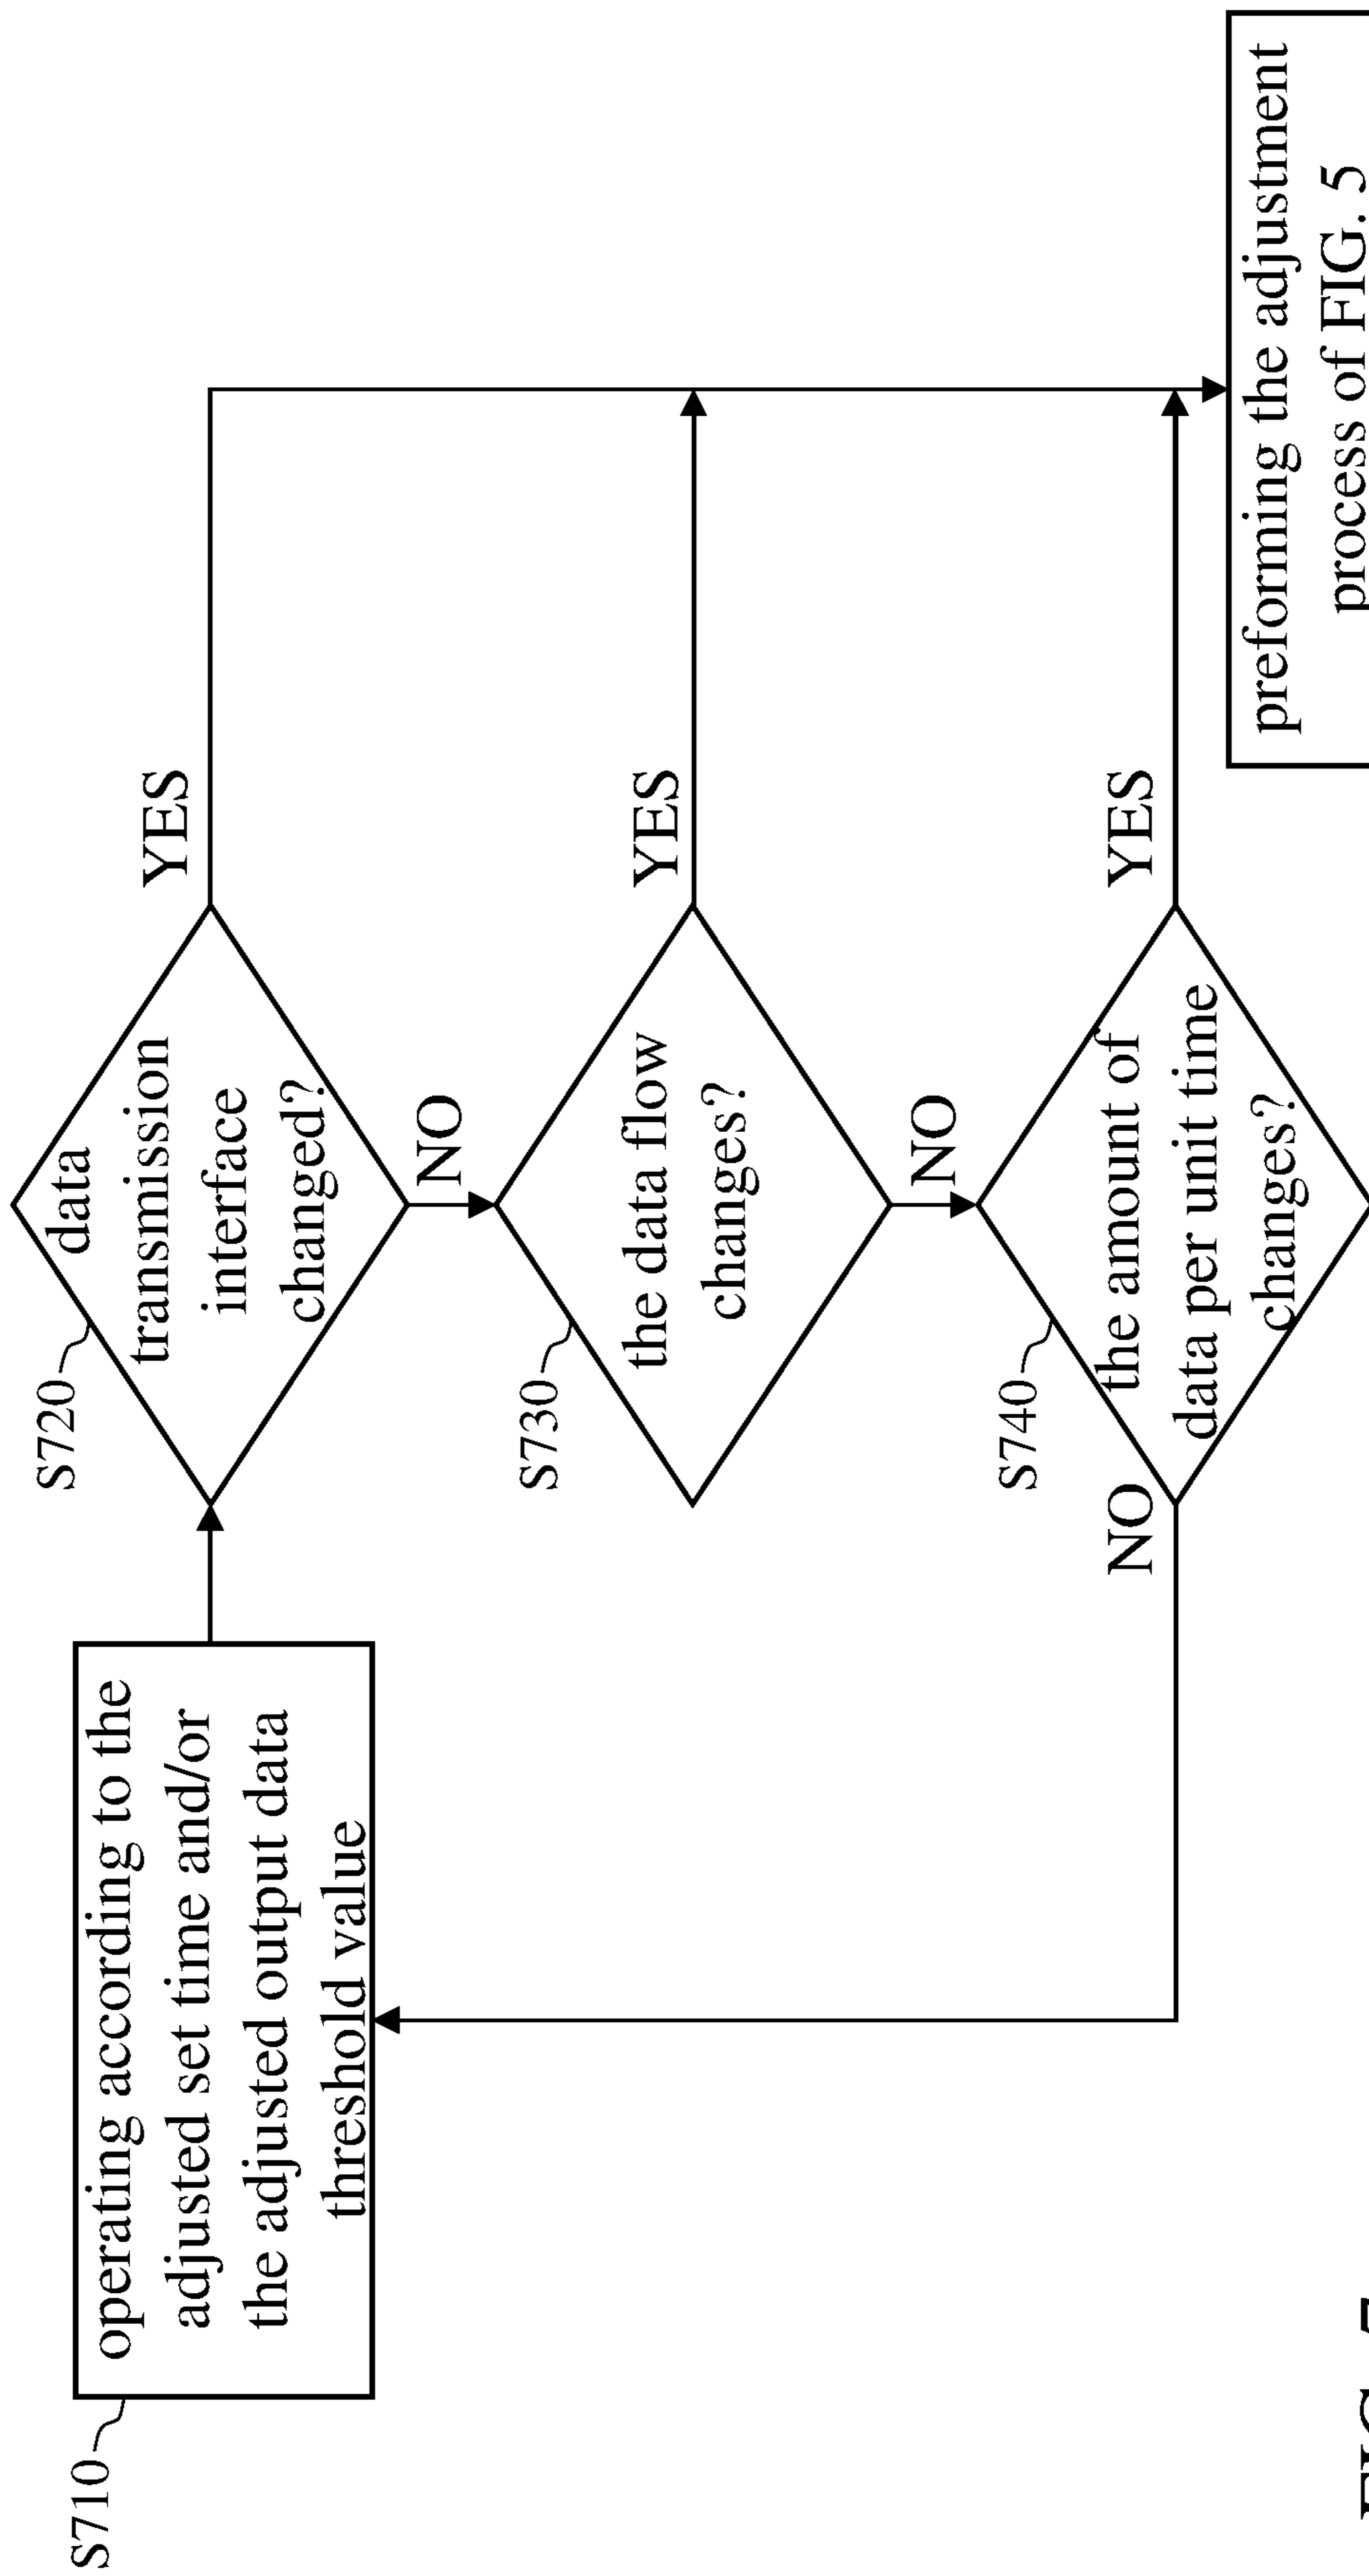 S710
operating according to the
adjusted set time and/or
the adjusted output data
threshold value
S720
data
transmission
interface
changed?
YES
NO
S730
the data flow
changes?
YES
NO
S740
the amount of
data per unit time
changes?
YES
NO
preforming the adjustment
process of FIG. 5